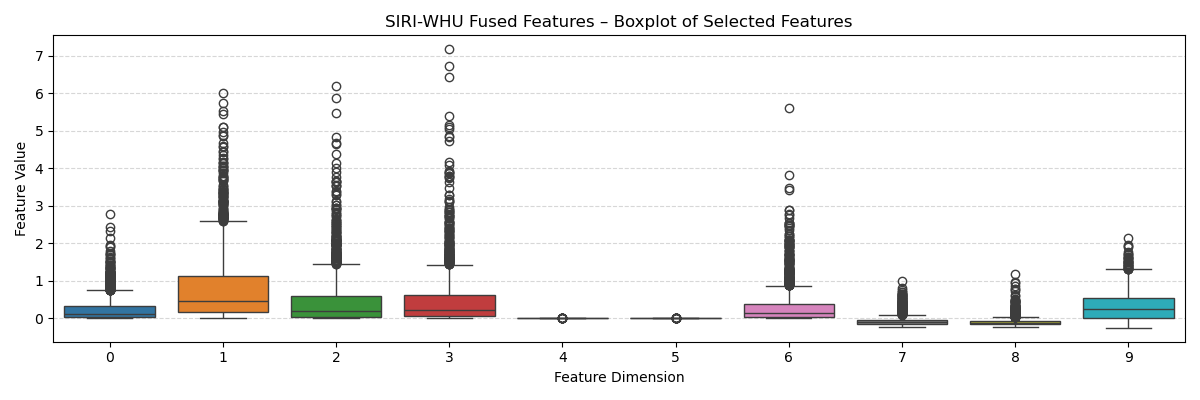 SIRI-WHU Fused Features – Boxplot of Selected Features
Feature Value
7
6
5
4
3
2
1
0
0 1 2 3 4 5 6 7 8 9
Feature Dimension